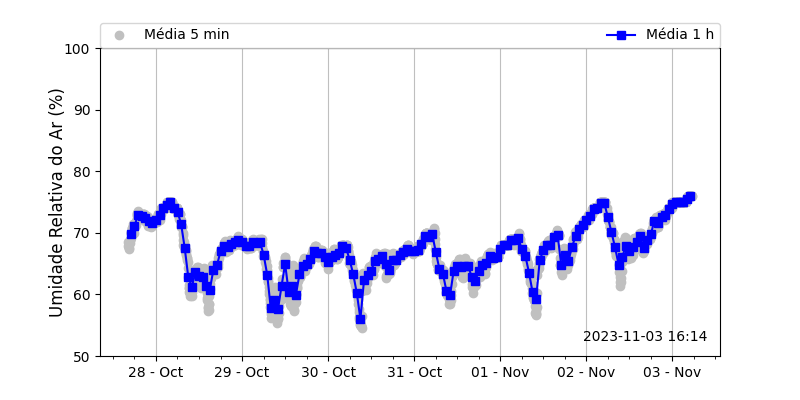 Média 5 min
Média 1 h
100
90
80
70
60
50
Umidade Relativa do Ar (%)
2023-11-03 16:14
28 - Oct
29 - Oct
30 - Oct
31 - Oct
01 - Nov
02 - Nov
03 - Nov